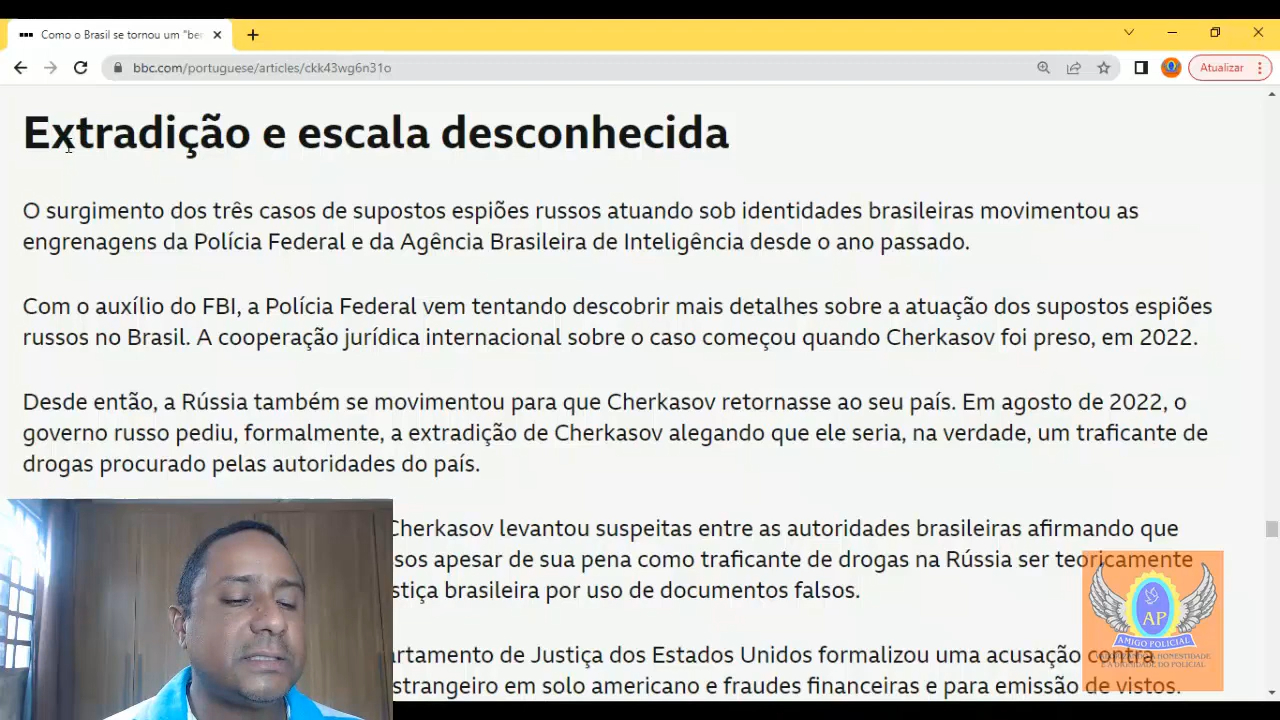 Como o Brasil se tornou um "ber
bbc.com/portuguese/articles/ckk43wg6n31o
Atualizar
Extradição e escala desconhecida
O surgimento dos três casos de supostos espiões russos atuando sob identidades brasileiras movimentou as
engrenagens da Polícia Federal e da Agência Brasileira de Inteligência desde o ano passado.
Com o auxílio do FBI, a Polícia Federal vem tentando descobrir mais detalhes sobre a atuação dos supostos espiões
russos no Brasil. A cooperação jurídica internacional sobre o caso começou quando Cherkasov foi preso, em 2022.
Desde então, a Rússia também se movimentou para que Cherkasov retornasse ao seu país. Em agosto de 2022, o
governo russo pediu, formalmente, a extradição de Cherkasov alegando que ele seria, na verdade, um traficante de
drogas procurado pelas autoridades do país.
Cherkasov levantou suspeitas entre as autoridades brasileiras afirmando que
sos apesar de sua pena como traficante de drogas na Rússia ser teoricamente
stiça brasileira por uso de documentos falsos.
artamento de Justiça dos Estados Unidos formalizou uma acusação contra
strangeiro em solo americano e fraudes financeiras e para emissão de vistos.
AP
AMIGO POLICIAL
HONESTIDADE
E A DIGNIDADE DO POLICIAL